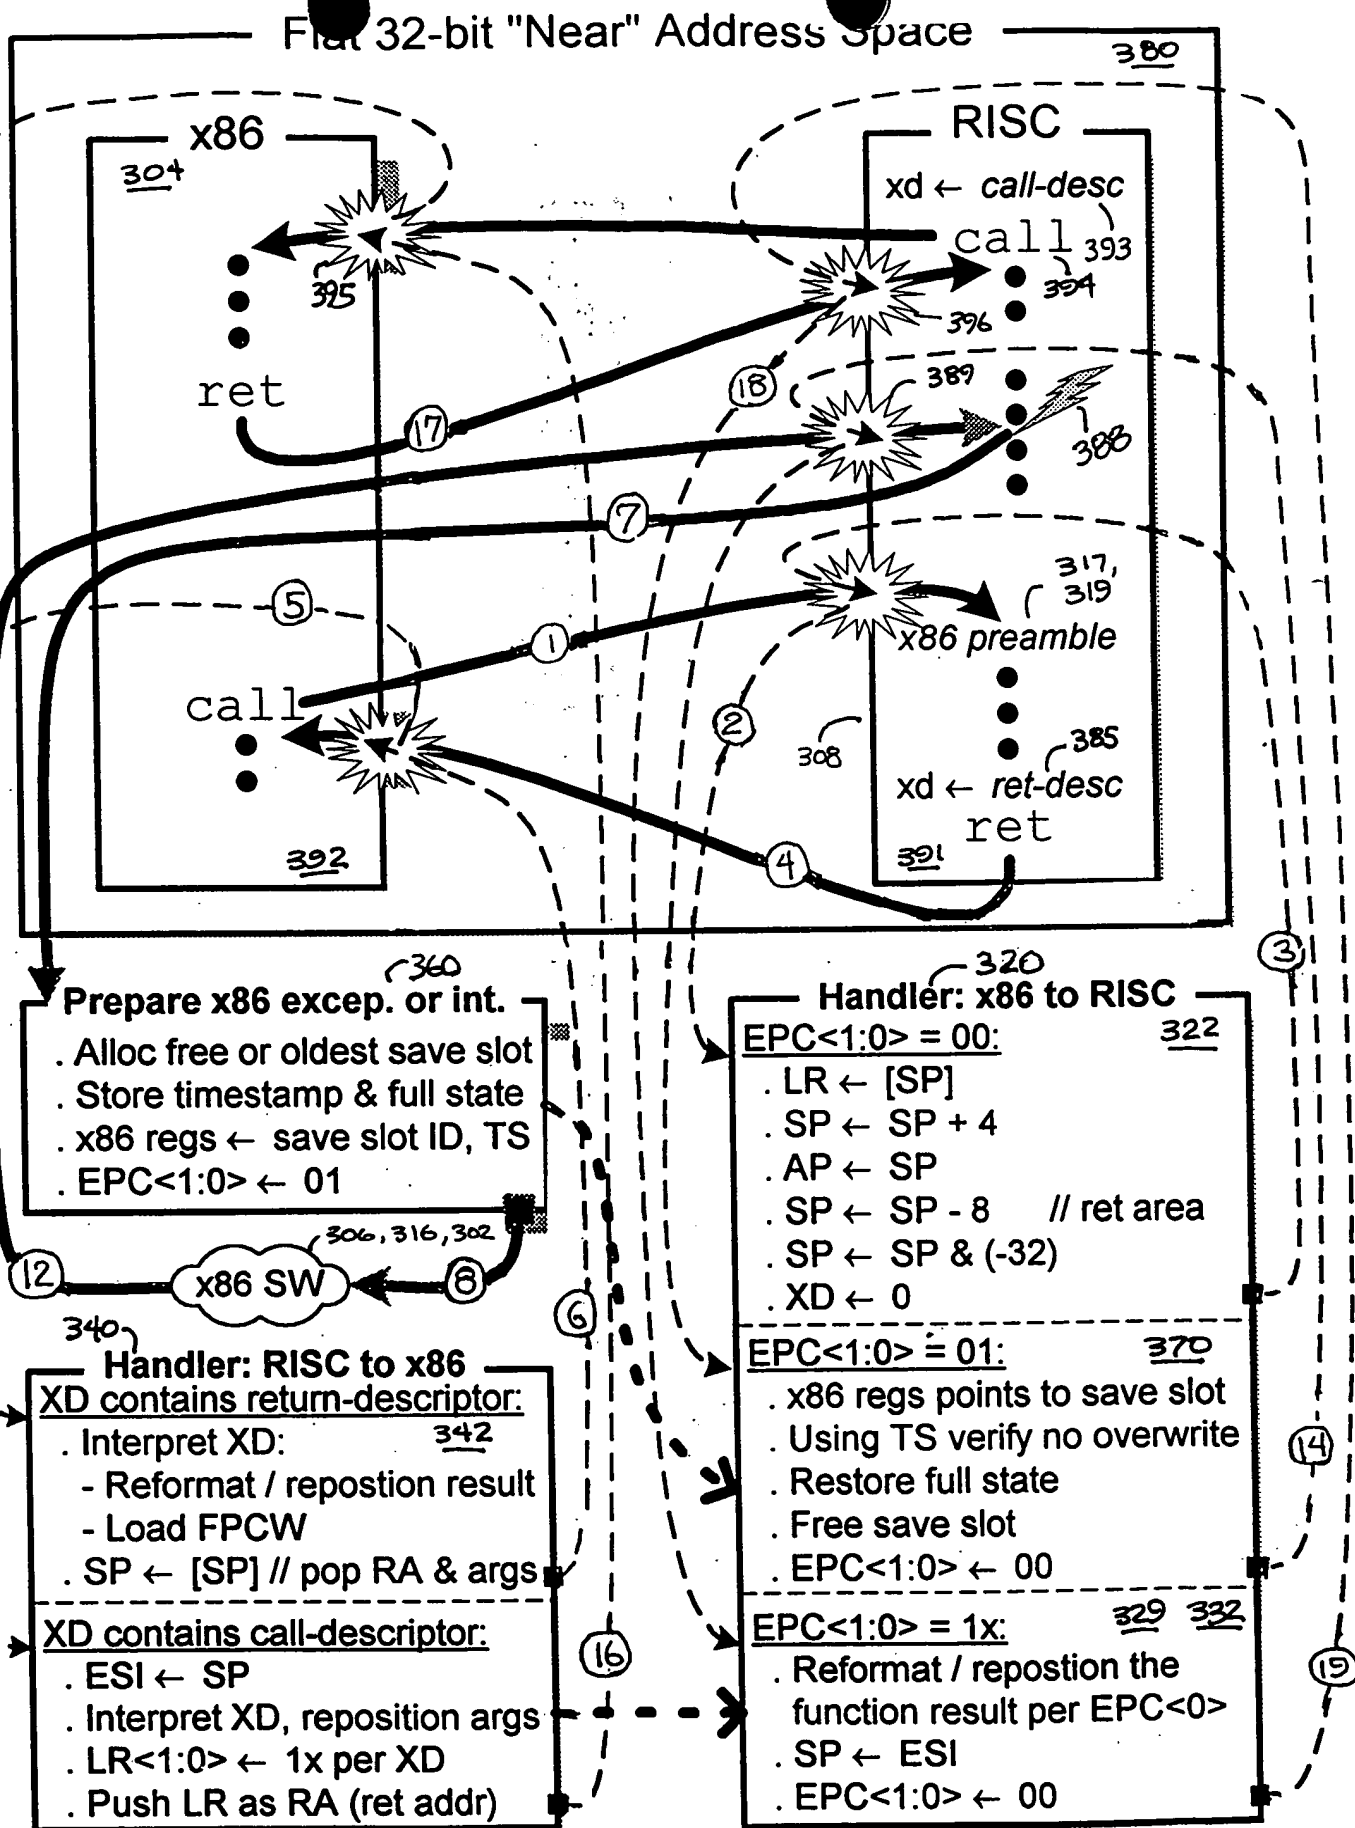 Flat 32-bit "Near" Address Space
380
x86
304
RISC
xd ← call-desc
call 393
394
395
396
ret
18
389
17
388
7
5
317,
319
1
x86 preamble
call
2
308
385
xd ← ret-desc
ret
392
4
391
3
360
Prepare x86 excep. or int.
. Alloc free or oldest save slot
. Store timestamp & full state
. x86 regs ← save slot ID, TS
. EPC<1:0> ← 01
306, 316, 302
12
x86 SW
8
6
320
Handler: x86 to RISC
EPC<1:0> = 00:
322
. LR ← [SP]
. SP ← SP + 4
. AP ← SP
. SP ← SP - 8 // ret area
. SP ← SP & (-32)
. XD ← 0
EPC<1:0> = 01:
370
. x86 regs points to save slot
. Using TS verify no overwrite
. Restore full state
. Free save slot
. EPC<1:0> ← 00
14
EPC<1:0> = 1x:
329 332
. Reformat / repostion the
function result per EPC<0>
. SP ← ESI
. EPC<1:0> ← 00
19
340
Handler: RISC to x86
XD contains return-descriptor:
. Interpret XD:
342
- Reformat / repostion result
- Load FPCW
. SP ← [SP] // pop RA & args
XD contains call-descriptor:
. ESI ← SP
16
. Interpret XD, reposition args
. LR<1:0> ← 1x per XD
. Push LR as RA (ret addr)